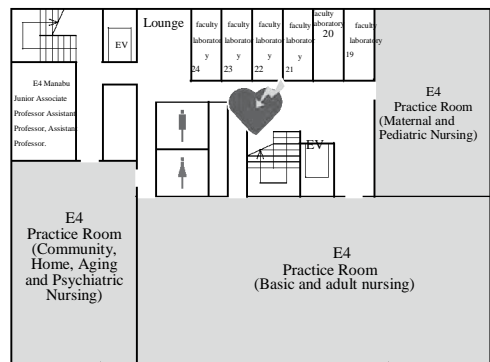 Lounge
EV
faculty
laborator
y
24
faculty
laborator
y
23
faculty
laborator
y
22
faculty
laborator
y
21
aculty
laboratory
20
faculty
laboratory
19
E4 Manabu
Junior Associate
Professor Assistant
Professor, Assistant
Professor.
E4
Practice Room
(Maternal and
Pediatric Nursing)
EV
E4
Practice Room
(Community,
Home, Aging
and Psychiatric
Nursing)
E4
Practice Room
(Basic and adult nursing)